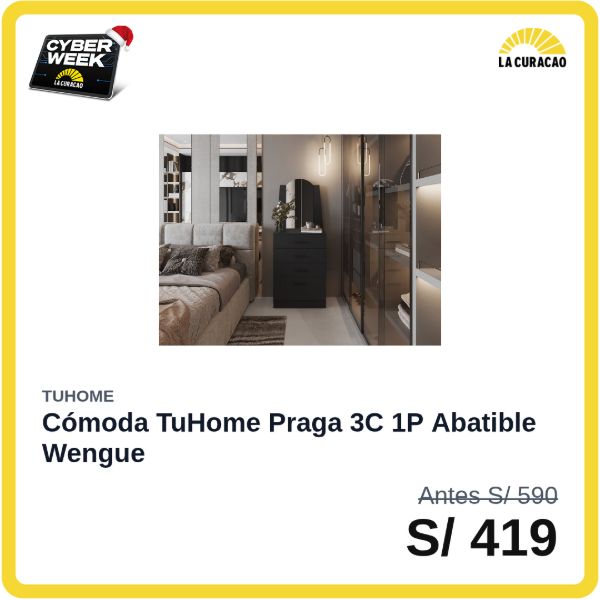 CYBER
WEEK
LA CURACAO
LA CURACAO
TUHOME
Cómoda TuHome Praga 3C 1P Abatible
Wengue
Antes S/ 590
S/ 419